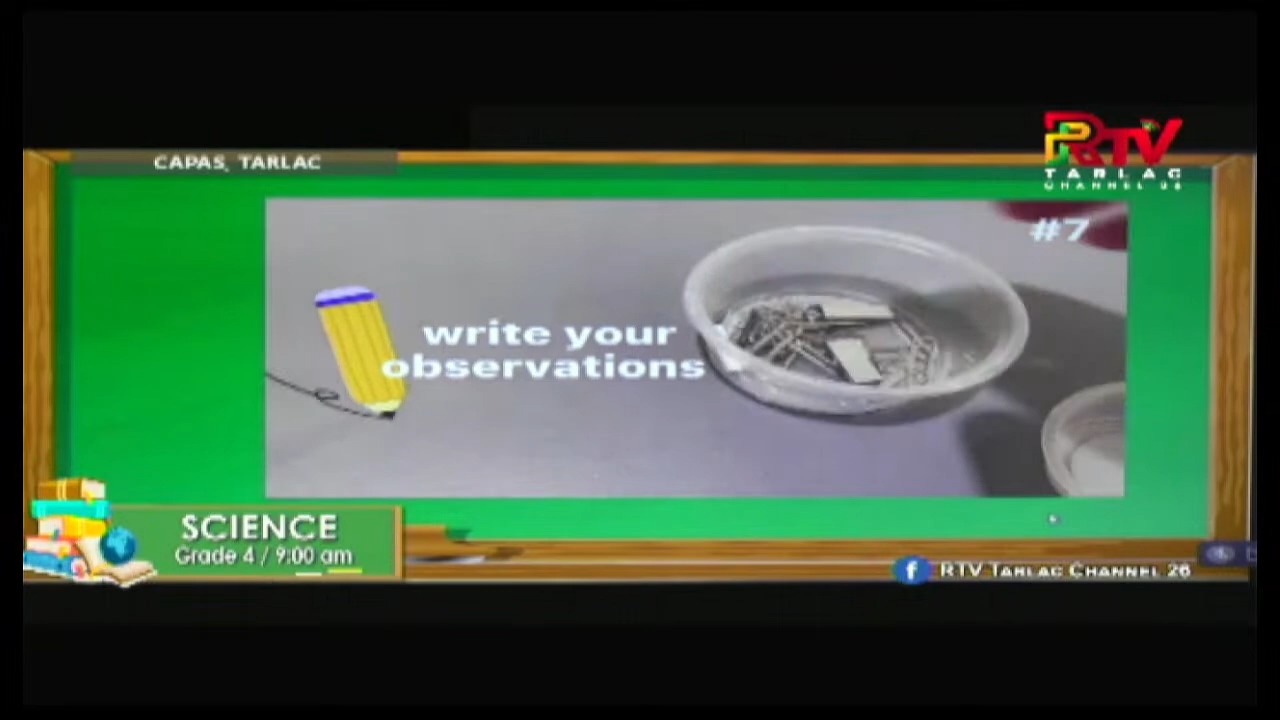 CAPAS, TARLAC
RTV
TARLAC
CHANNEL 26
#7
write your
observations
SCIENCE
Grade 4 / 9:00 am
f RTV TARLAC CHANNEL 26